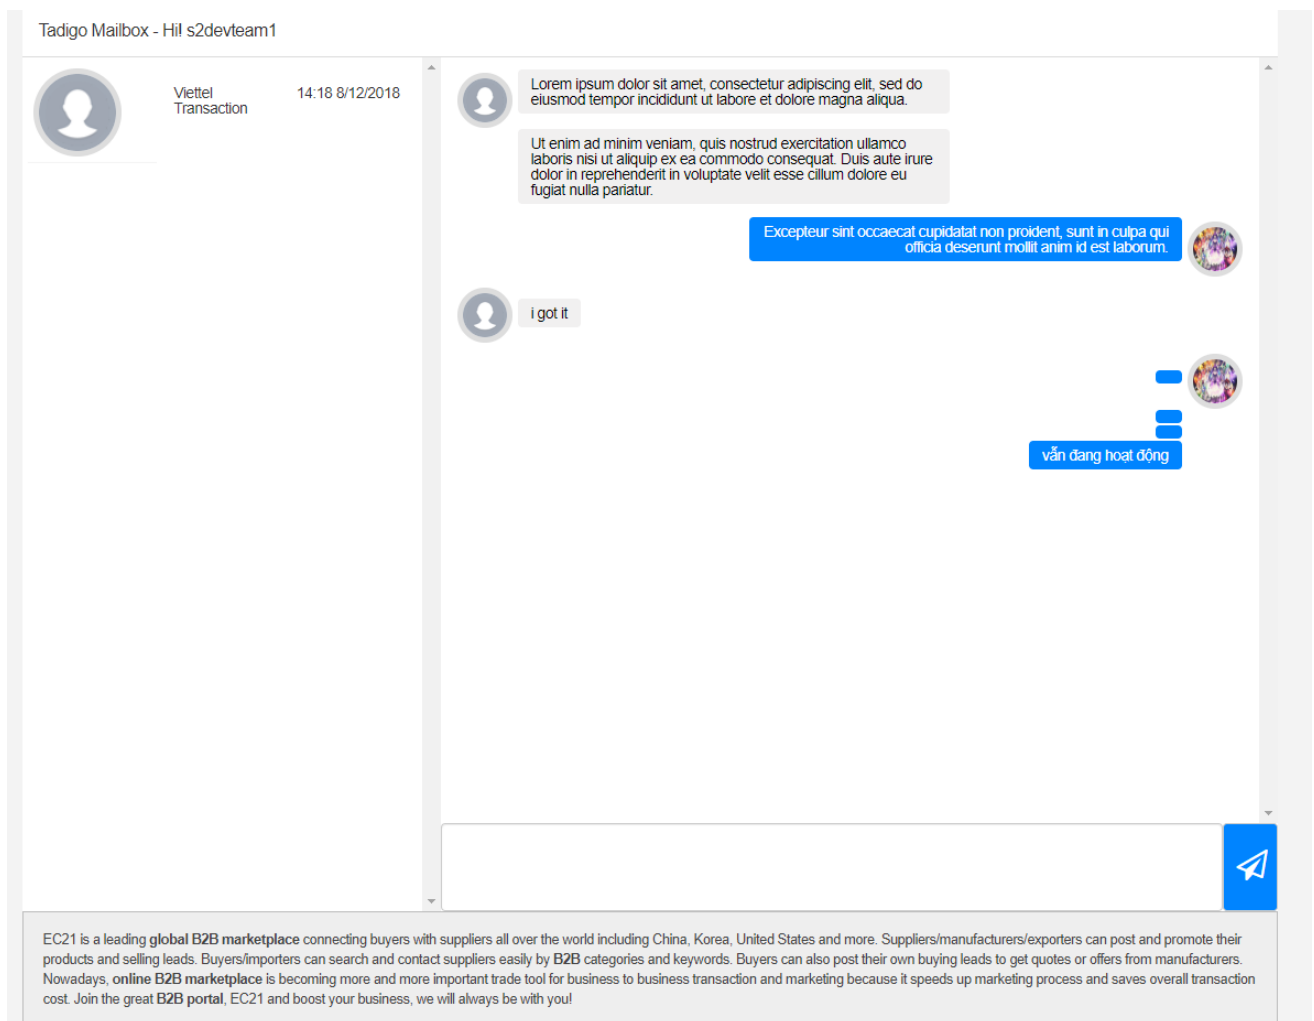 Tadigo Mailbox - Hi! s2devteam1
Viettel
Transaction
14:18 8/12/2018
Lorem ipsum dolor sit amet, consectetur adipiscing elit, sed do
eiusmod tempor incididunt ut labore et dolore magna aliqua.
Ut enim ad minim veniam, quis nostrud exercitation ullamco
laboris nisi ut aliquip ex ea commodo consequat. Duis aute irure
dolor in reprehenderit in voluptate velit esse cillum dolore eu
fugiat nulla pariatur.
Excepteur sint occaecat cupidatat non proident, sunt in culpa qui
officia deserunt mollit anim id est laborum.
i got it
vẫn đang hoạt động
EC21 is a leading global B2B marketplace connecting buyers with suppliers all over the world including China, Korea, United States and more. Suppliers/manufacturers/exporters can post and promote their
products and selling leads. Buyers/importers can search and contact suppliers easily by B2B categories and keywords. Buyers can also post their own buying leads to get quotes or offers from manufacturers.
Nowadays, online B2B marketplace is becoming more and more important trade tool for business to business transaction and marketing because it speeds up marketing process and saves overall transaction
cost. Join the great B2B portal, EC21 and boost your business, we will always be with you!